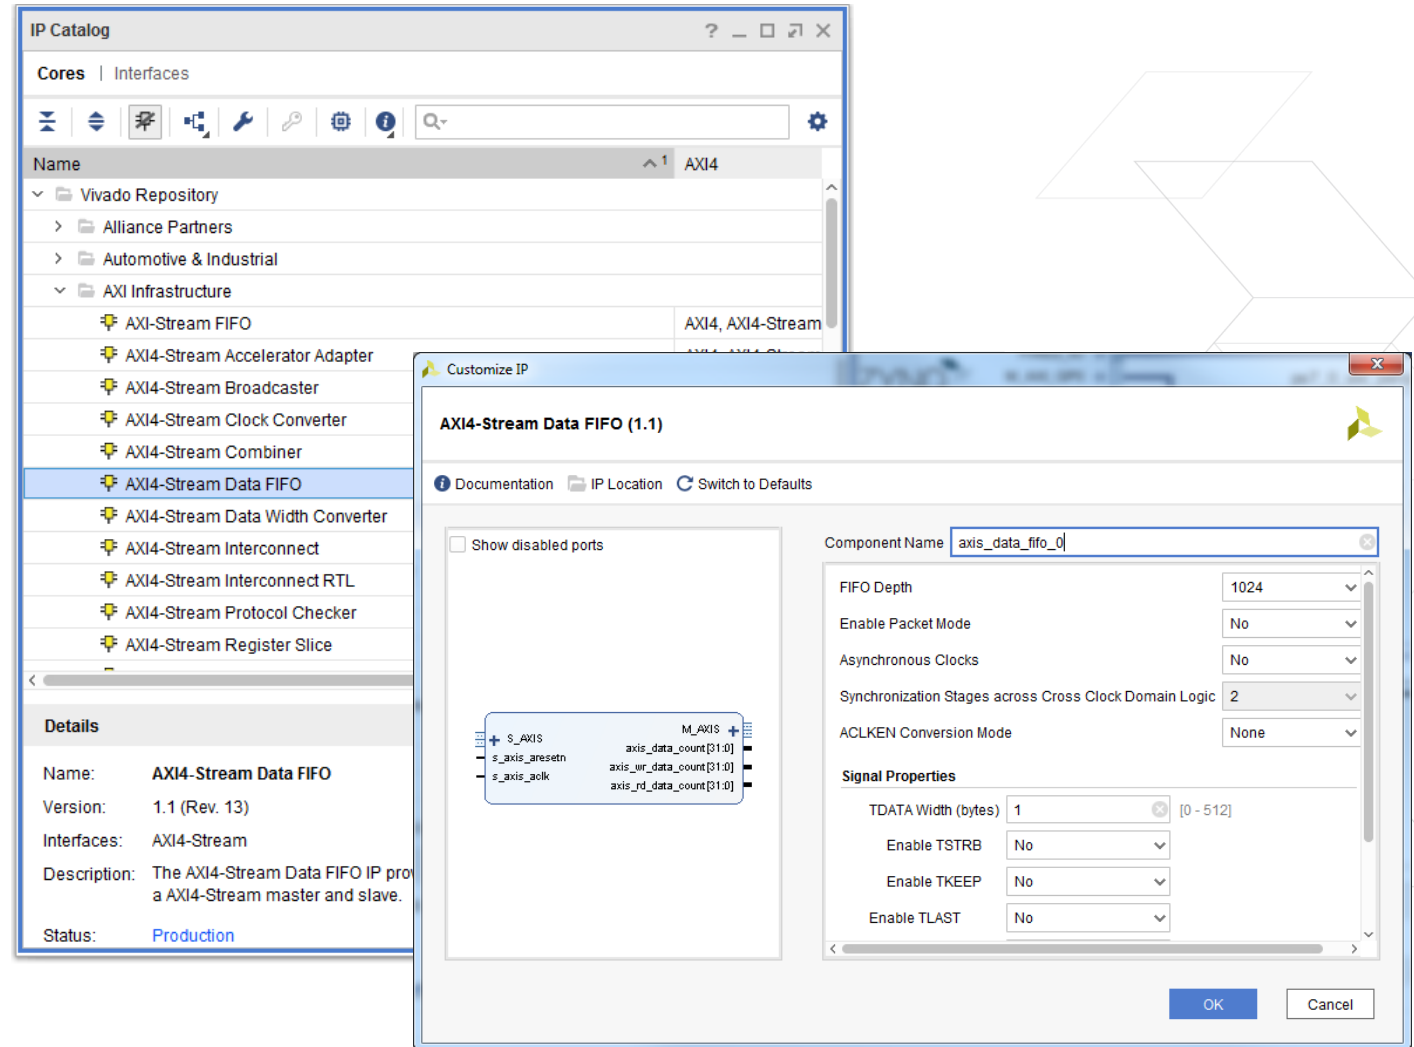 IP Catalog
Cores | Interfaces
Name 1 AXI4
Vivado Repository
Alliance Partners
Automotive & Industrial
AXI Infrastructure
AXI-Stream FIFO AXI4, AXI4-Stream
AXI4-Stream Accelerator Adapter
AXI4-Stream Broadcaster
AXI4-Stream Clock Converter
AXI4-Stream Combiner
AXI4-Stream Data FIFO
AXI4-Stream Data Width Converter
AXI4-Stream Interconnect
AXI4-Stream Interconnect RTL
AXI4-Stream Protocol Checker
AXI4-Stream Register Slice
Details
Name: AXI4-Stream Data FIFO
Version: 1.1 (Rev. 13)
Interfaces: AXI4-Stream
Description: The AXI4-Stream Data FIFO IP
a AXI4-Stream master and slave.
Status: Production
Customize IP
AXI4-Stream Data FIFO (1.1)
Documentation IP Location Switch to Defaults
Show disabled ports
S_AXIS
s_axis_aresetn
s_axis_aclk
M_AXIS
axis_data_count[31:0]
axis_wr_data_count[31:0]
axis_rd_data_count[31:0]
Component Name axis_data_fifo_0
FIFO Depth 1024
Enable Packet Mode No
Asynchronous Clocks No
Synchronization Stages across Cross Clock Domain Logic 2
ACLKEN Conversion Mode None
Signal Properties
TDATA Width (bytes) 1 [0 - 512]
Enable TSTRB No
Enable TKEEP No
Enable TLAST No
OK Cancel